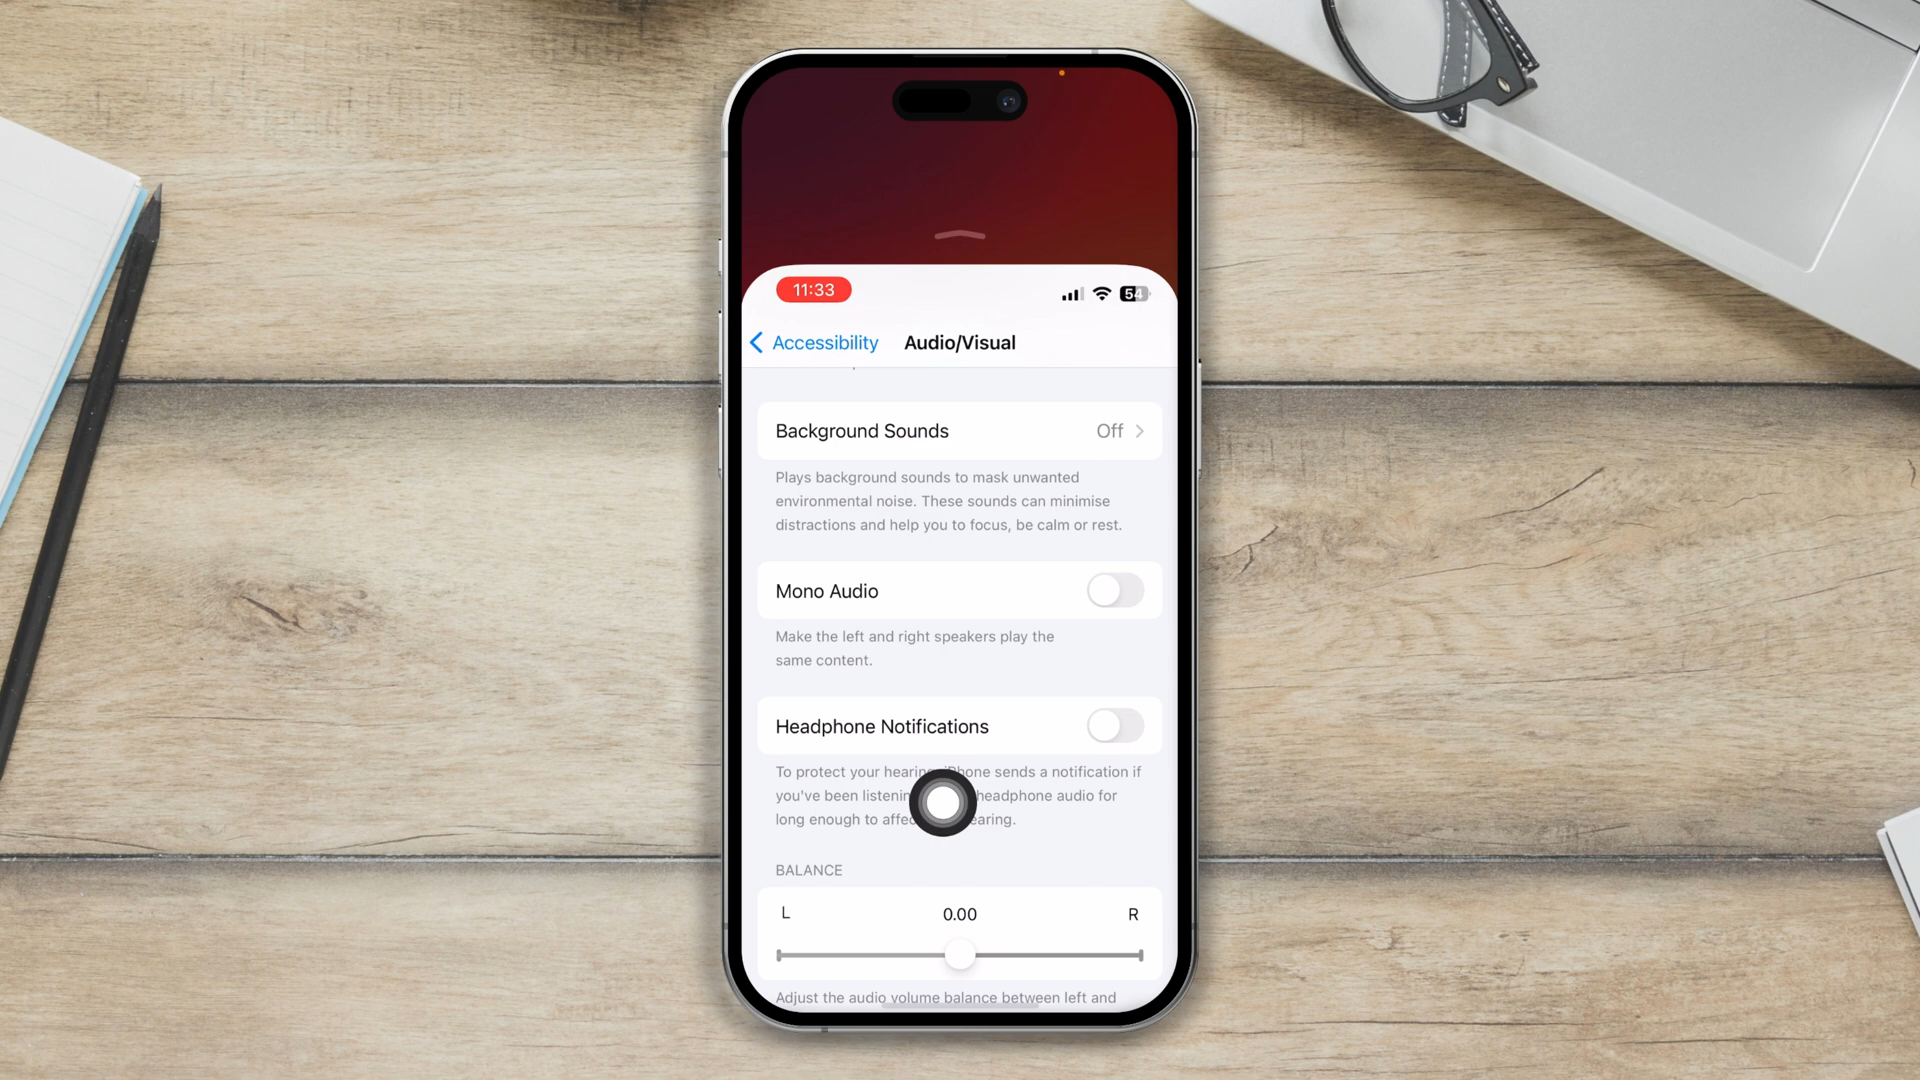 11:33
54
Accessibility
Audio/Visual
Background Sounds
Off
Plays background sounds to mask unwanted
environmental noise. These sounds can minimise
distractions and help you to focus, be calm or rest.
Mono Audio
Make the left and right speakers play the
same content.
Headphone Notifications
To protect your hearing, iPhone sends a notification if
you've been listening headphone audio for
long enough to affect hearing.
BALANCE
L
0.00
R
Adjust the audio volume balance between left and